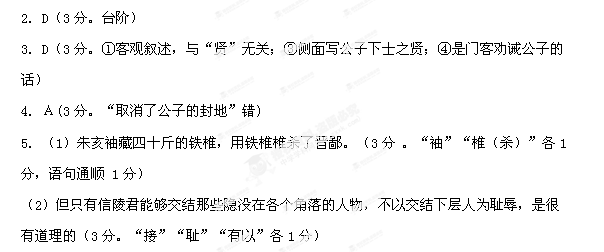 2. D(3分。台阶)
3. D(3分。①客观叙述，与“贤”无关；③侧面写公子下士之贤；④是门客劝诫公子的
话)
4. A(3分。“取消了公子的封地”错)
5. （1）朱亥袖藏四十斤的铁椎，用铁椎椎杀了晋鄙。（3分 。“袖”“椎（杀）”各1
分，语句通顺 1分）
（2）但只有信陵君能够交结那些隐没在各个角落的人物，不以交结下层人为耻辱，是很
有道理的（3分。“接”“耻”“有以”各1分）